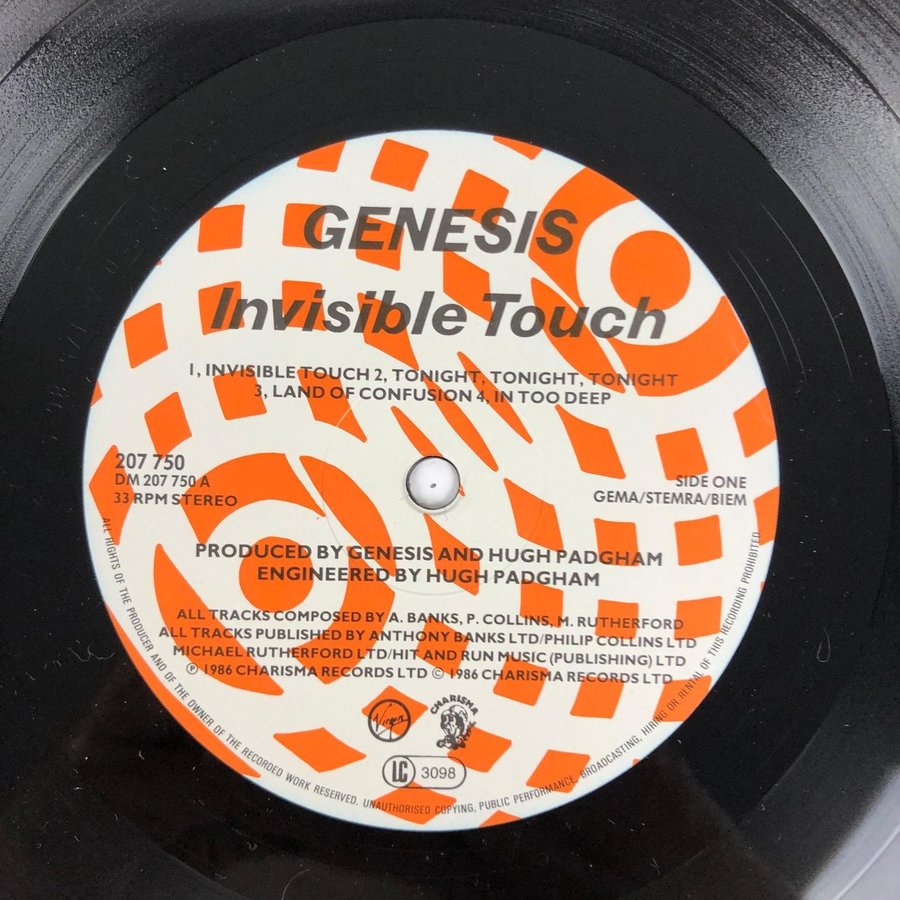 GENESIS
Invisible Touch
1, INVISIBLE TOUCH 2, TONIGHT, TONIGHT, TONIGHT
3, LAND OF CONFUSION 4, IN TOO DEEP
207 750
DM 207 750 A
33 RPM STEREO
SIDE ONE
GEMA/STEMRA/BIEM
PRODUCED BY GENESIS AND HUGH PADGHAM
ENGINEERED BY HUGH PADGHAM
ALL TRACKS COMPOSED BY A. BANKS, P. COLLINS, M. RUTHERFORD
ALL TRACKS PUBLISHED BY ANTHONY BANKS LTD/PHILIP COLLINS LTD
MICHAEL RUTHERFORD LTD/HIT AND RUN MUSIC (PUBLISHING) LTD
℗ 1986 CHARISMA RECORDS LTD © 1986 CHARISMA RECORDS LTD
Virgin
CHARISMA
LC 3098
ALL RIGHTS OF THE PRODUCER AND OF THE OWNER OF THE RECORDED WORK RESERVED. UNAUTHORISED COPYING, PUBLIC PERFORMANCE, BROADCASTING, HIRING OR RENTAL OF THIS RECORDING PROHIBITED